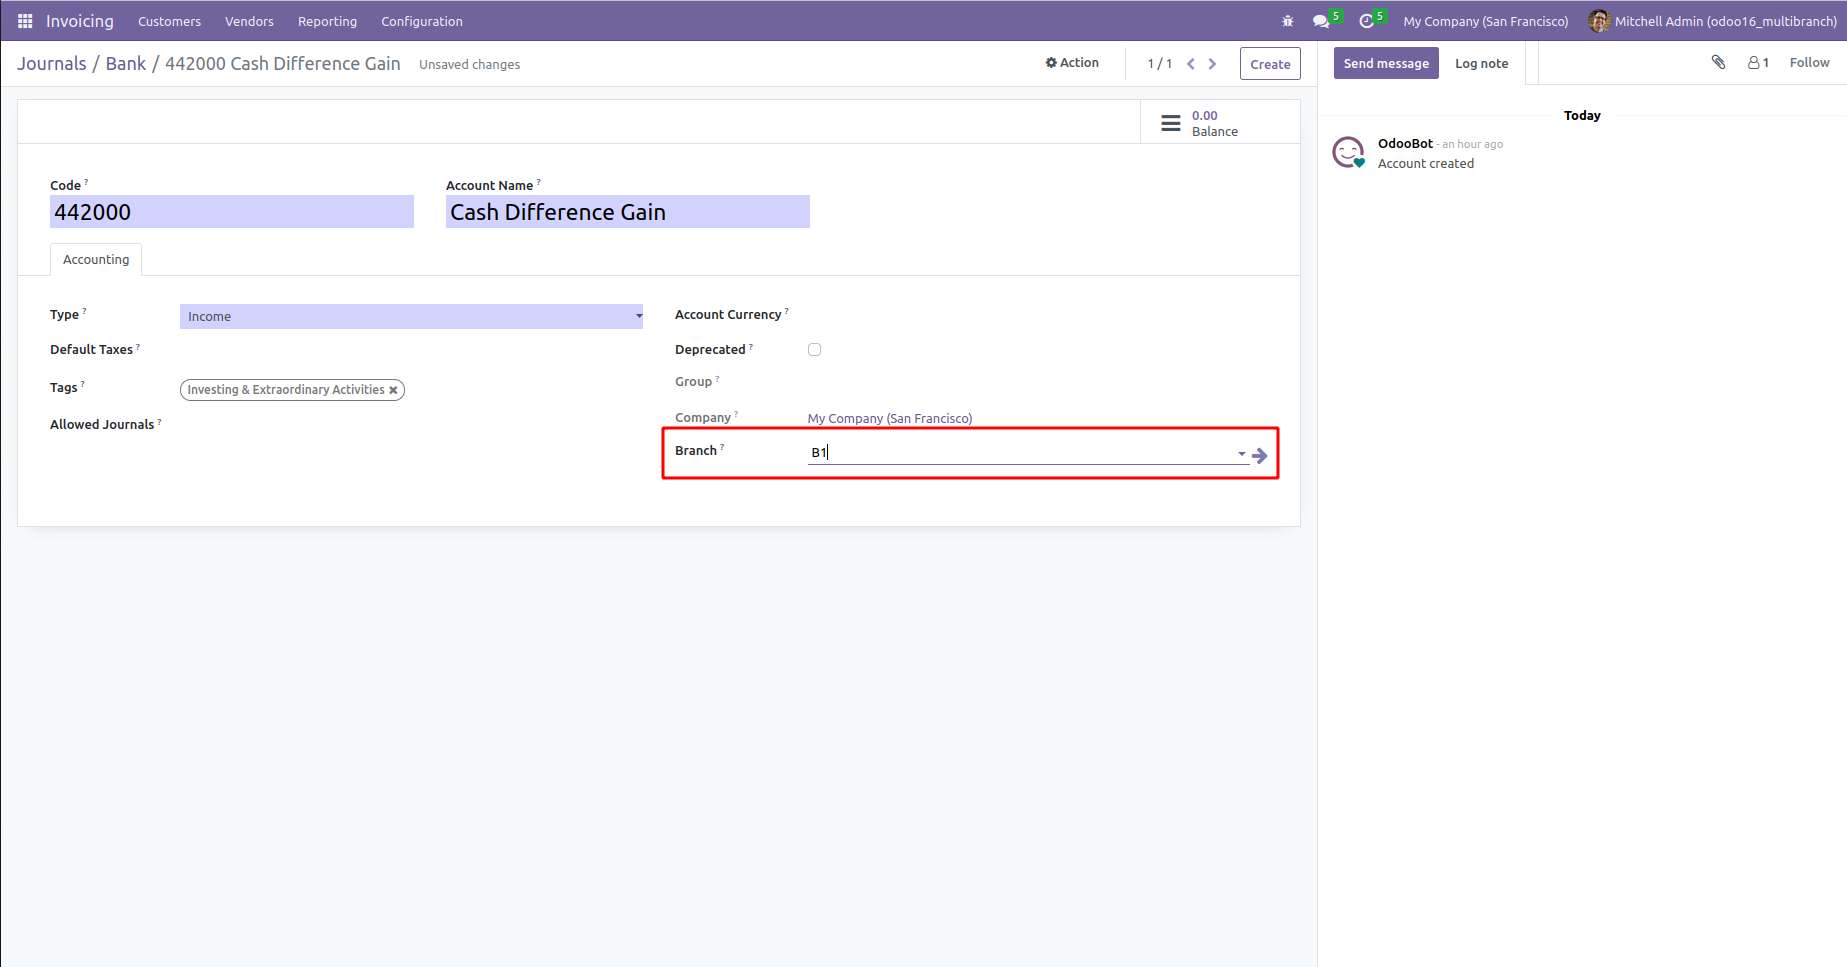 Invoicing Customers Vendors Reporting Configuration 5 5 My Company (San Francisco) Mitchell Admin (odoo16_multibranch)
Journals / Bank / 442000 Cash Difference Gain Unsaved changes Action 1 / 1 Create Send message Log note 1 Follow
0.00
Balance
Today
OdooBot - an hour ago
Account created
Code ? Account Name ?
442000 Cash Difference Gain
Accounting
Type ? Income
Default Taxes ?
Tags ? Investing & Extraordinary Activities ✖
Allowed Journals ?
Account Currency ?
Deprecated ?
Group ?
Company ? My Company (San Francisco)
Branch ? B1